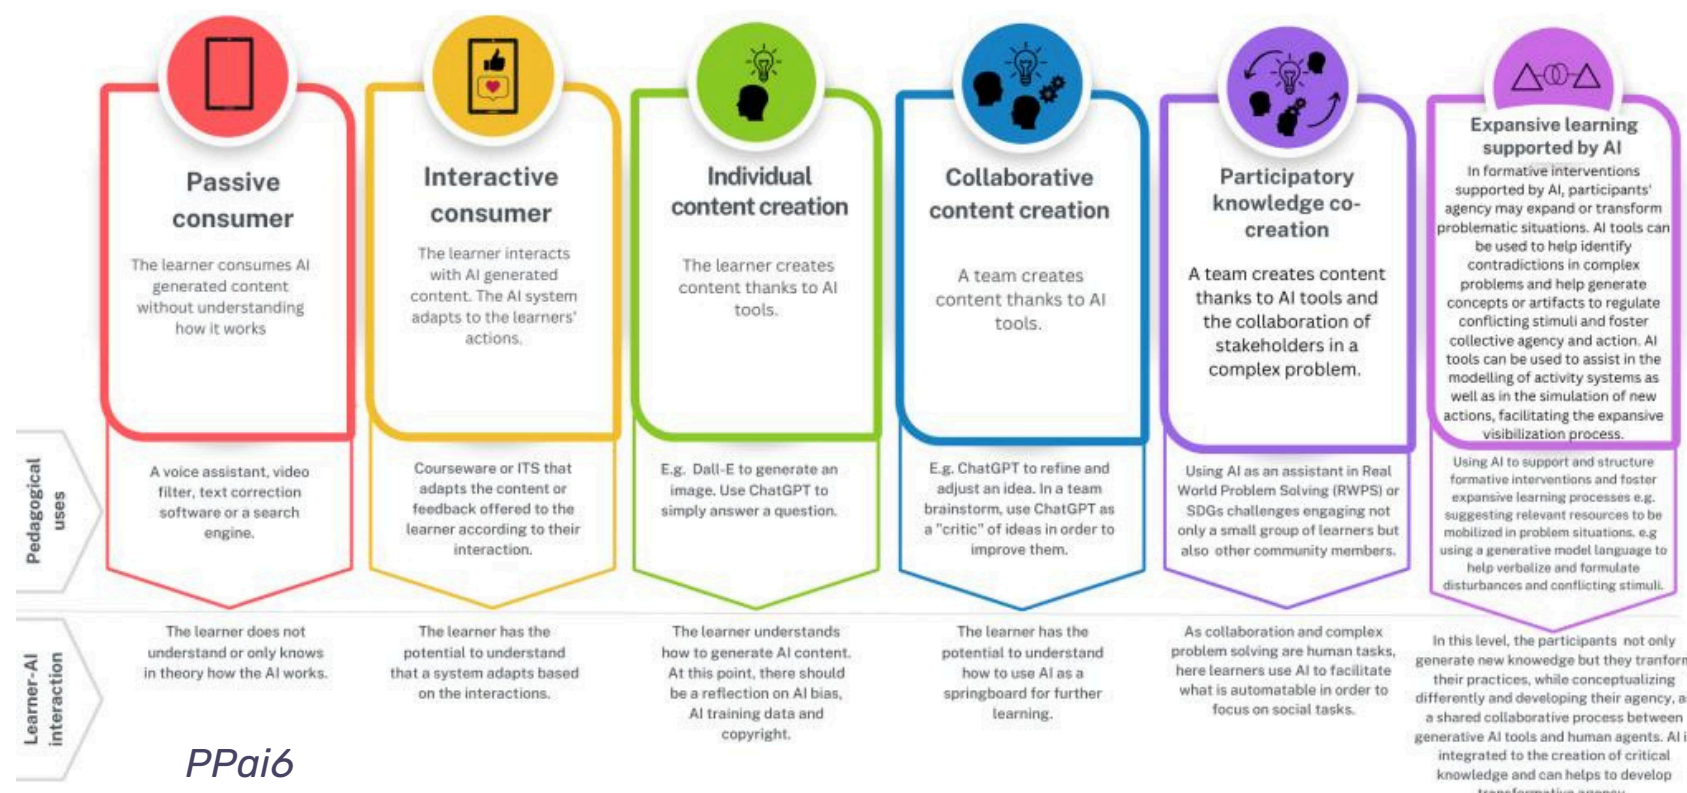 Passive
consumer
The learner consumes AI
generated content
without understanding
how it works
Interactive
consumer
The learner interacts
with AI generated
content. The AI system
adapts to the learners'
actions.
Individual
content creation
The learner creates
content thanks to AI
tools.
Collaborative
content creation
A team creates
content thanks to AI
tools.
Participatory
knowledge co-
creation
A team creates content
thanks to AI tools and
the collaboration of
stakeholders in a
complex problem.
Expansive learning
supported by AI
In formative interventions
supported by AI, participants'
agency may expand or transform
problematic situations. AI tools can
be used to help identify
contradictions in complex
problems and help generate
concepts or artifacts to regulate
conflicting stimuli and foster
collective agency and action. AI
tools can be used to assist in the
modelling of activity systems as
well as in the simulation of new
actions, facilitating the expansive
visibilization process.
Pedagogical
uses
A voice assistant, video
filter, text correction
software or a search
engine.
Courseware or ITS that
adapts the content or
feedback offered to the
learner according to their
interaction.
E.g. Dall-E to generate an
image. Use ChatGPT to
simply answer a question.
E.g. ChatGPT to refine and
adjust an idea. In a team
brainstorm, use ChatGPT as
a "critic" of ideas in order to
improve them.
Using AI as an assistant in Real
World Problem Solving (RWPS) or
SDGs challenges engaging not
only a small group of learners but
also other community members.
Using AI to support and structure
formative interventions and foster
expansive learning processes e.g.
suggesting relevant resources to be
mobilized in problem situations. e.g
using a generative model language to
help verbalize and formulate
disturbances and conflicting stimuli.
Learner-AI
interaction
The learner does not
understand or only knows
in theory how the AI works.
The learner has the
potential to understand
that a system adapts based
on the interactions.
The learner understands
how to generate AI content.
At this point, there should
be a reflection on AI bias,
AI training data and
copyright.
The learner has the
potential to understand
how to use AI as a
springboard for further
learning.
As collaboration and complex
problem solving are human tasks,
here learners use AI to facilitate
what is automatable in order to
focus on social tasks.
In this level, the participants not only
generate new knowedge but they tranform
their practices, while conceptualizing
differently and developing their agency, a
a shared collaborative process between
generative AI tools and human agents. AI i
integrated to the creation of critical
knowledge and can helps to develop
transformative agency
PPai6